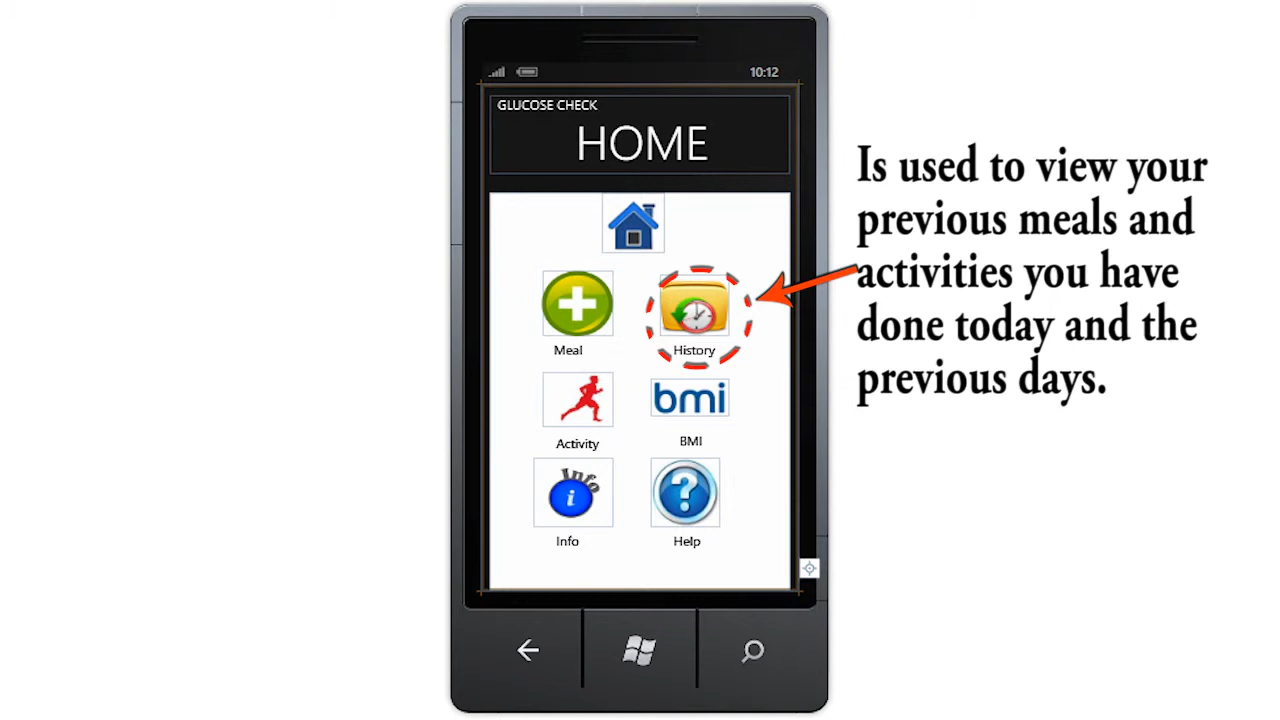 10:12
GLUCOSE CHECK
HOME
Is used to view your
previous meals and
activities you have
done today and the
previous days.
Meal
History
bmi
Activity
BMI
Info
i
?
Info
Help